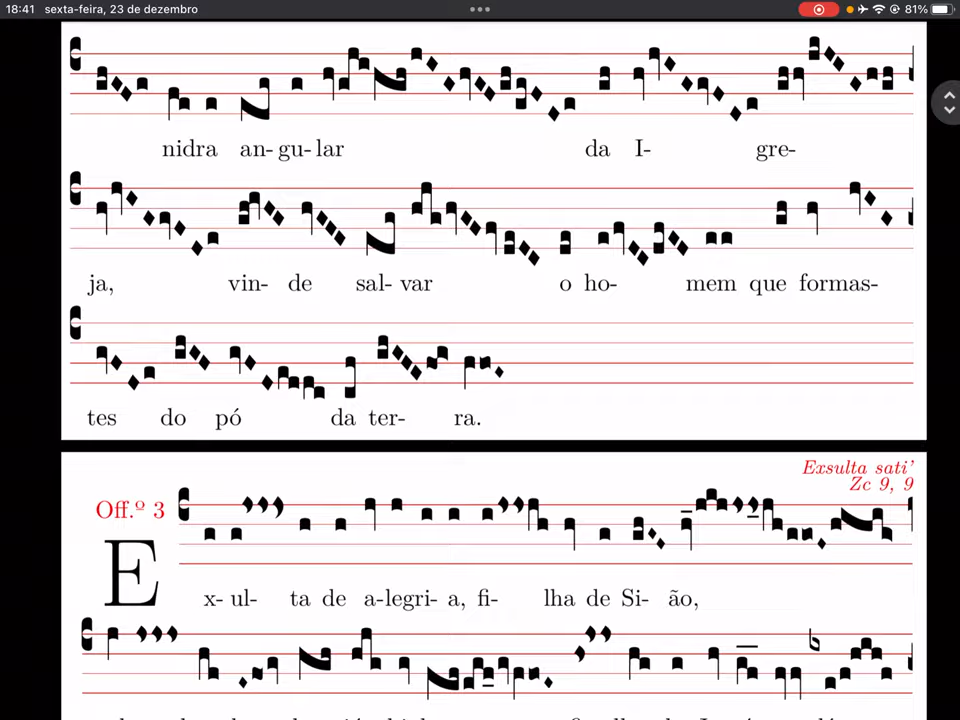 18:41 sexta-feira, 23 de dezembro 81%
nidra an- gu- lar da I- gre-
ja, vin- de sal- var o ho- mem que formas-
tes do pó da ter- ra.
Exsulta sati'
Zc 9, 9
Off.º 3
Ex- ul- ta de a-legri- a, fi- lha de Si- ão,